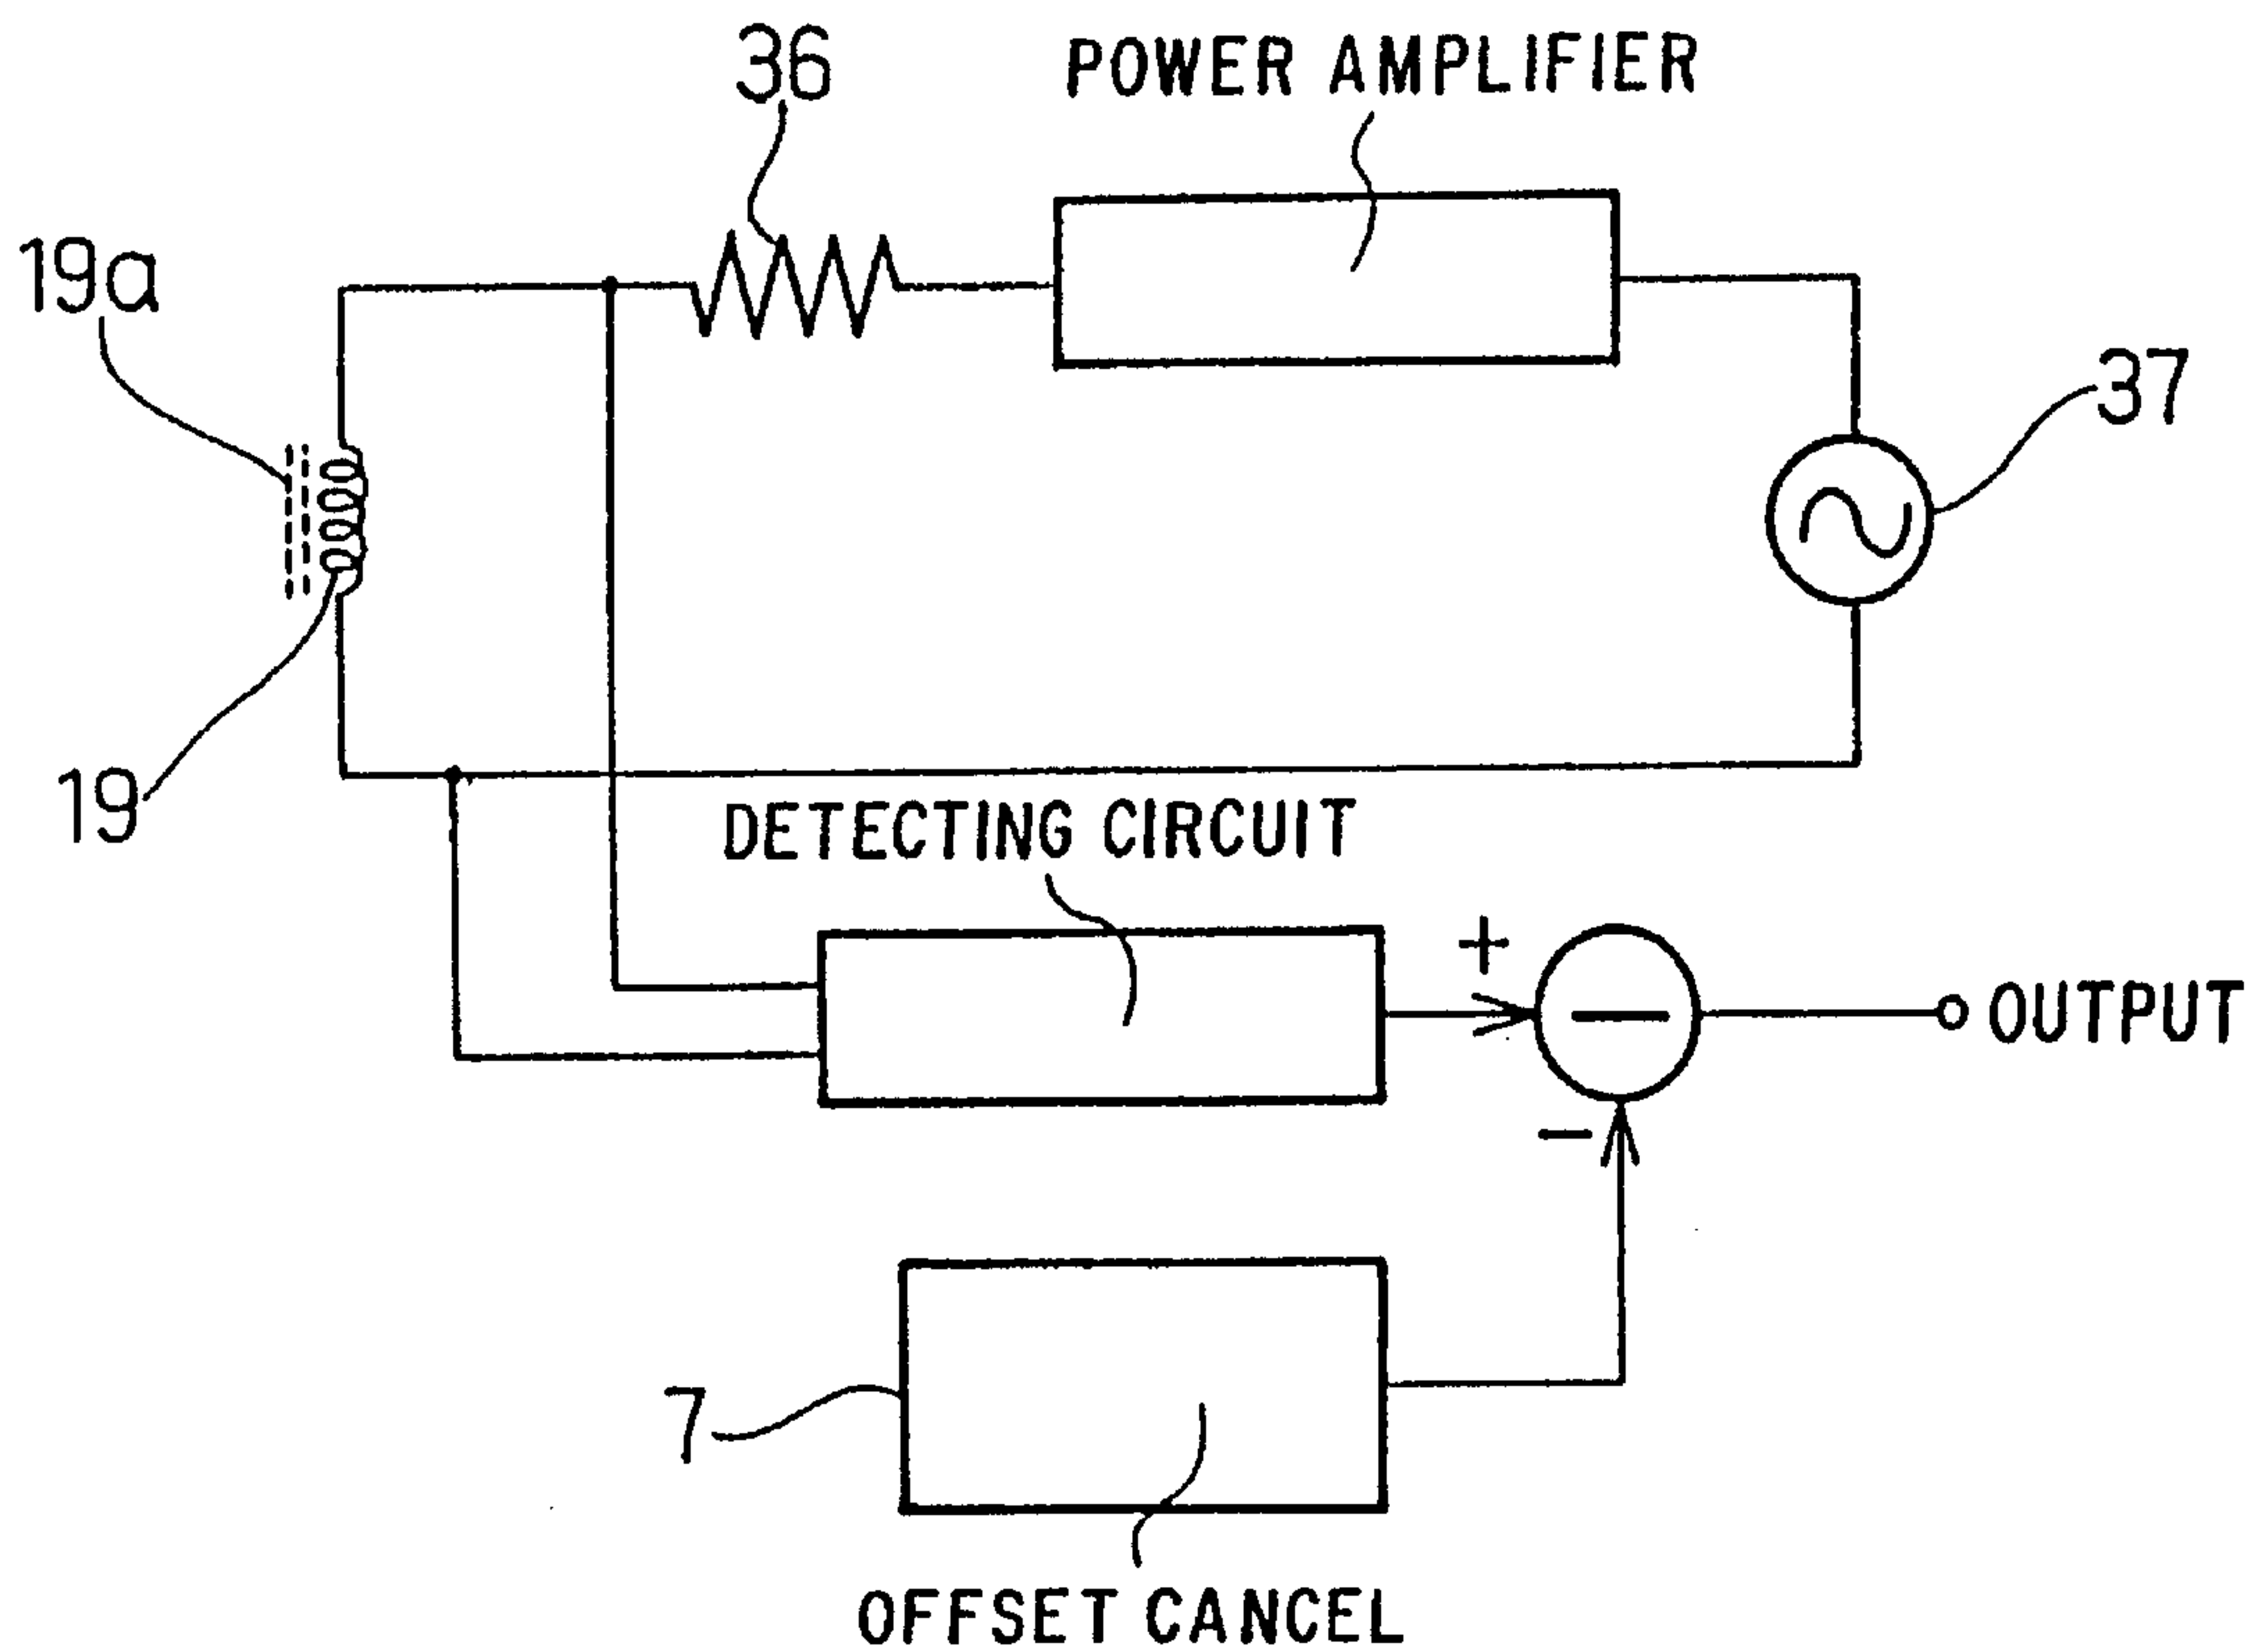 36
POWER AMPLIFIER
19a
37
19
DETECTING CIRCUIT
+
OUTPUT
−
7
OFFSET CANCEL